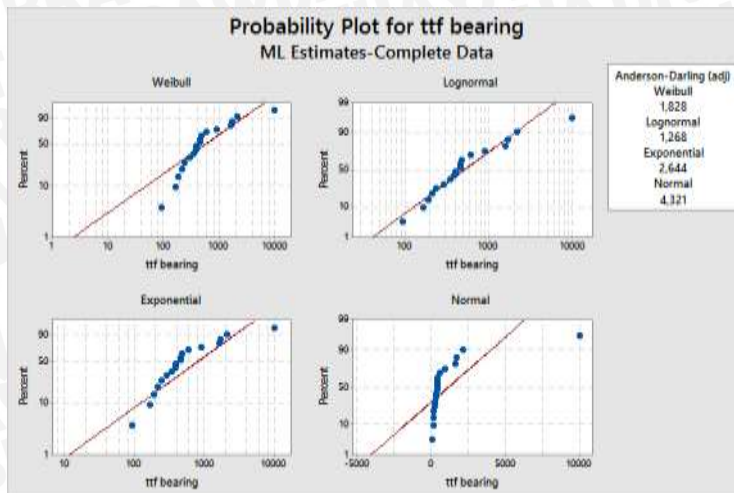 Probability Plot for ttf bearing
ML Estimates-Complete Data
Weibull
Lognormal
Percent
90
50
10
1
1
10
100
1000
10000
ttf bearing
Percent
99
90
50
10
1
100
1000
10000
ttf bearing
Anderson-Darling (adj)
Weibull
1,828
Lognormal
1,268
Exponential
2,644
Normal
4,321
Exponential
Normal
Percent
90
50
10
1
10
100
1000
10000
ttf bearing
Percent
99
90
50
10
1
-5000
0
5000
10000
ttf bearing